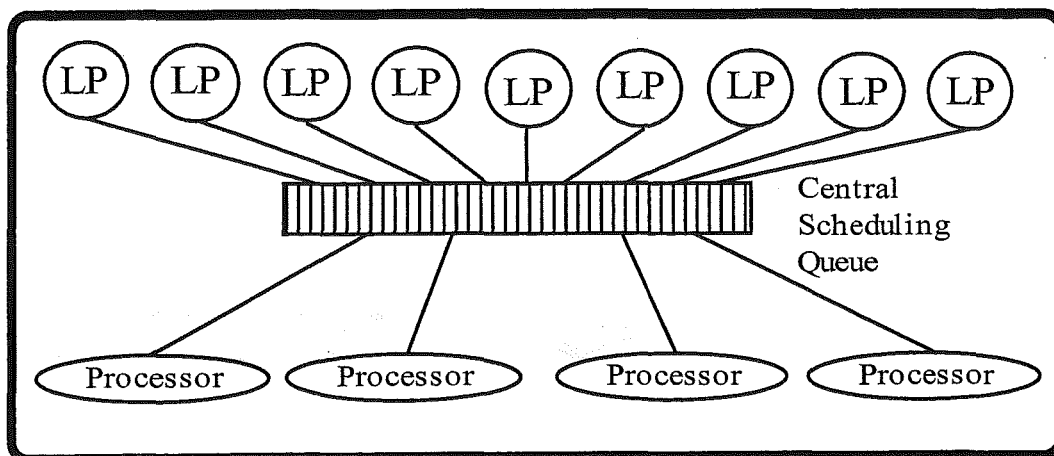 LP LP LP LP LP LP LP LP LP
Central
Scheduling
Queue
Processor Processor Processor Processor